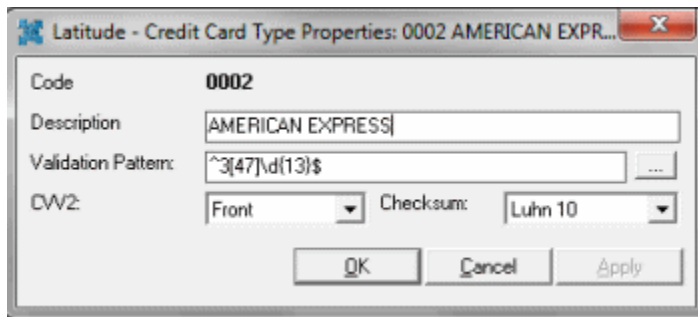 Latitude - Credit Card Type Properties: 0002 AMERICAN EXPR...
Code 0002
Description AMERICAN EXPRESS
Validation Pattern: ^3[47]\d{13}$ ...
CVV2: Front Checksum: Luhn 10
OK Cancel Apply